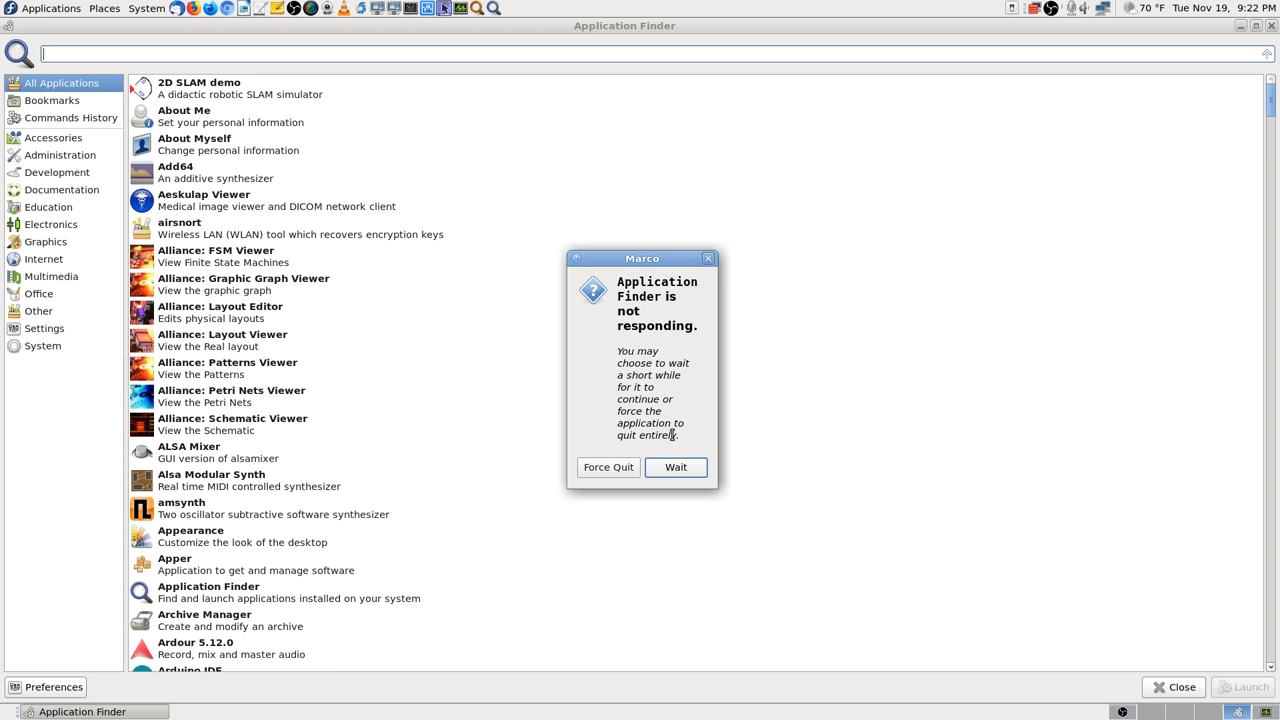 Applications Places System 70 °F Tue Nov 19, 9:22 PM
Application Finder
All Applications
Bookmarks
Commands History
Accessories
Administration
Development
Documentation
Education
Electronics
Graphics
Internet
Multimedia
Office
Other
Settings
System
2D SLAM demo
A didactic robotic SLAM simulator
About Me
Set your personal information
About Myself
Change personal information
Add64
An additive synthesizer
Aeskulap Viewer
Medical image viewer and DICOM network client
airsnort
Wireless LAN (WLAN) tool which recovers encryption keys
Alliance: FSM Viewer
View Finite State Machines
Alliance: Graphic Graph Viewer
View the graphic graph
Alliance: Layout Editor
Edits physical layouts
Alliance: Layout Viewer
View the Real layout
Alliance: Patterns Viewer
View the Patterns
Alliance: Petri Nets Viewer
View the Petri Nets
Alliance: Schematic Viewer
View the Schematic
ALSA Mixer
GUI version of alsamixer
Alsa Modular Synth
Real time MIDI controlled synthesizer
amsynth
Two oscillator subtractive software synthesizer
Appearance
Customize the look of the desktop
Apper
Application to get and manage software
Application Finder
Find and launch applications installed on your system
Archive Manager
Create and modify an archive
Ardour 5.12.0
Record, mix and master audio
Arduino IDE
Marco
Application
Finder is
not
responding.
You may
choose to wait
a short while
for it to
continue or
force the
application to
quit entirely.
Force Quit Wait
Preferences Close Launch
Application Finder